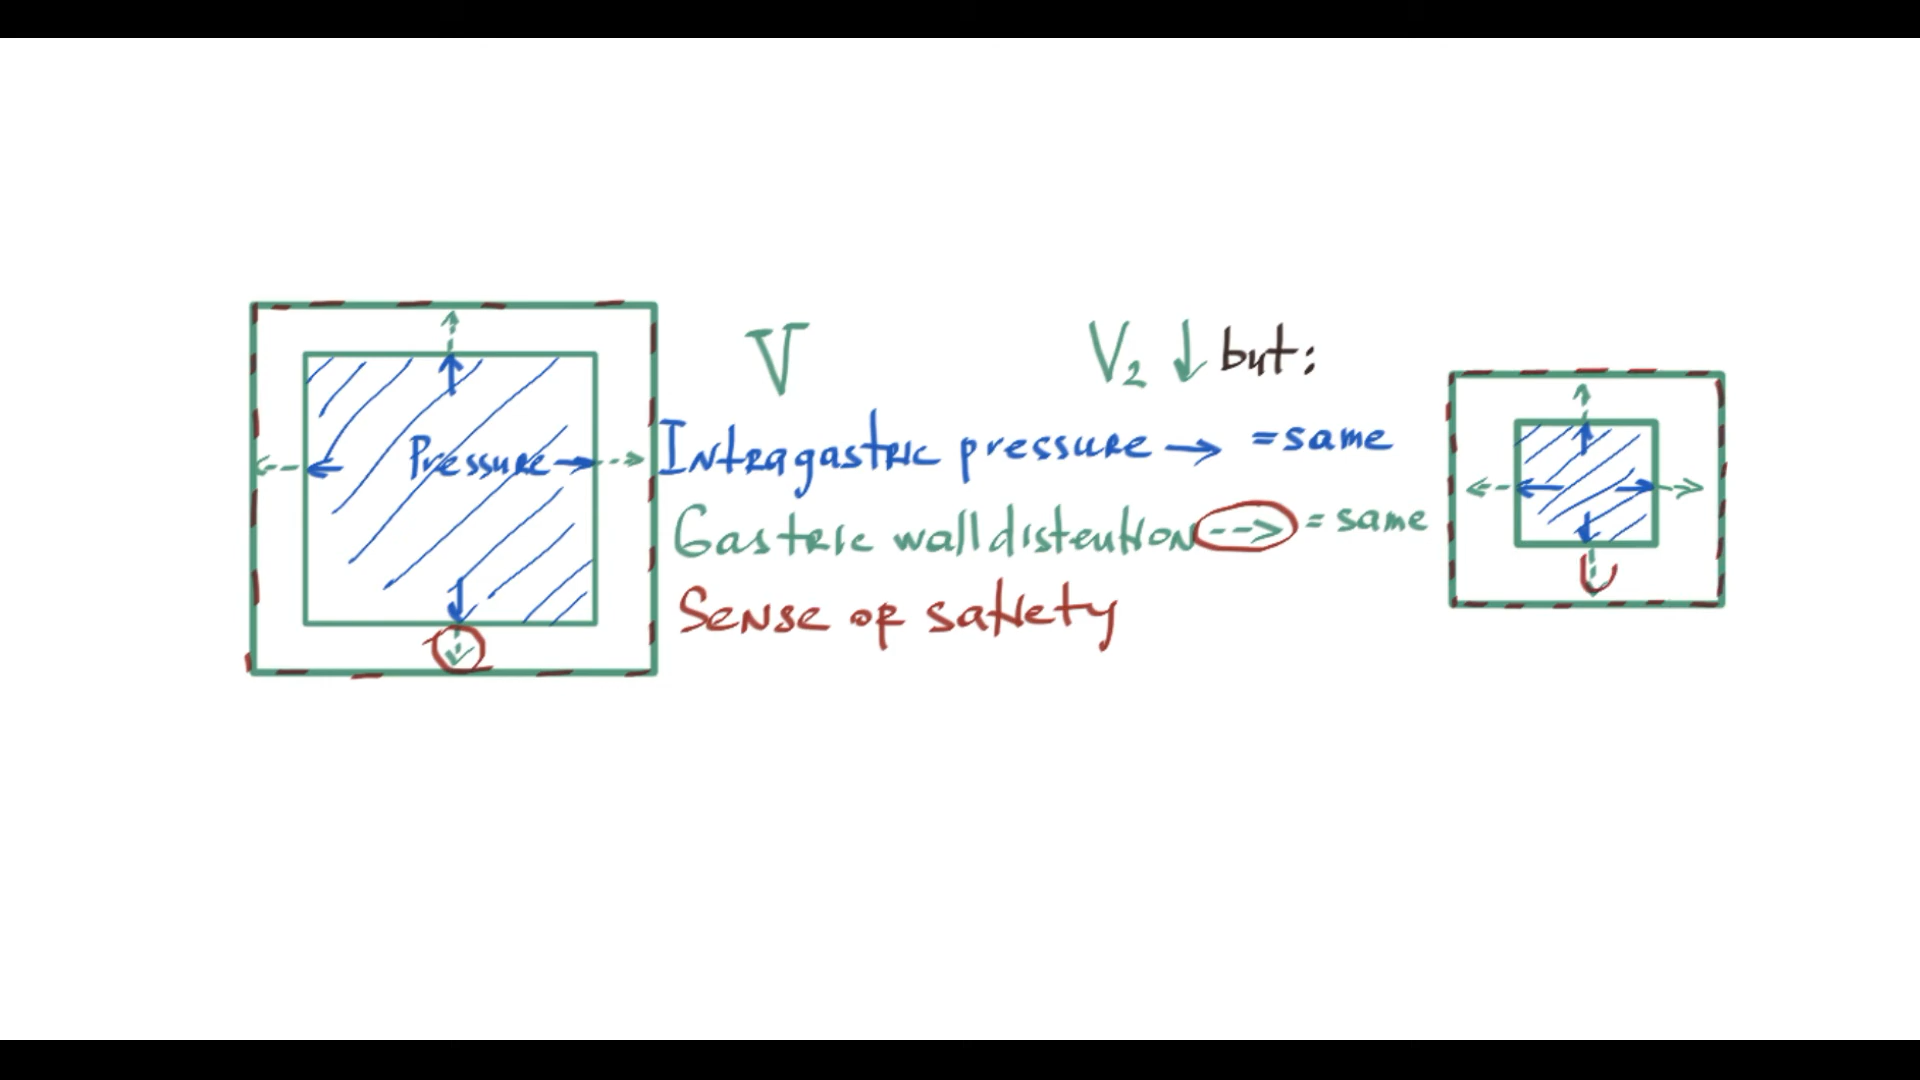 V
V₂ ↓ but:
Pressure
Intragastric pressure → = same
Gastric wall distention --> = same
Sense of satiety